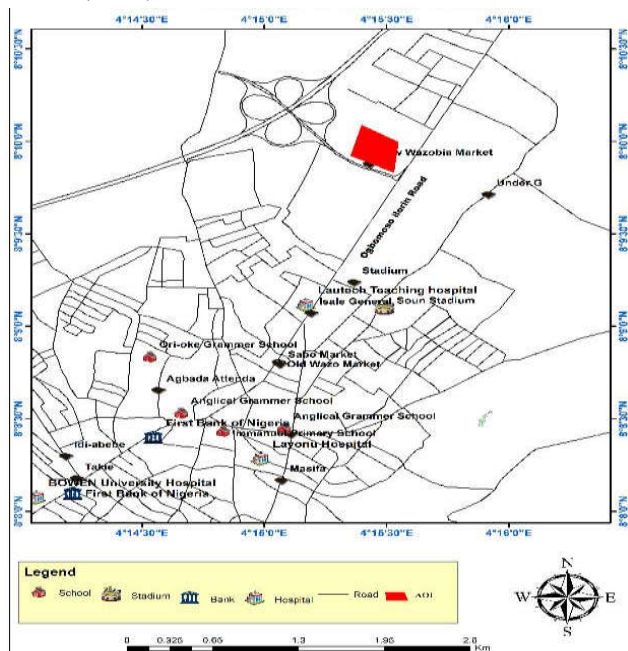 4°14'30"E
4°15'0"E
4°15'30"E
4°16'0"E
Wazobia Market
Under G
Ogbomoso Ilorin Road
Stadium
Lautech Teaching hospital
Isale General
Soun Stadium
Ori-oke Grammer School
Sabo Market
Old Wazo Market
Agbada Attenda
Anglical Grammer School
Anglical Grammer School
First Bank of Nigeria
Immanuel Primary School
Layonu Hospital
Idi-abebe
Takie
Masifa
BOWEN University Hospital
First Bank of Nigeria
4°14'30"E
4°15'0"E
4°15'30"E
4°16'0"E
Legend
School
Stadium
Bank
Hospital
Road
AOI
N
W
E
S
0 0.325 0.65 1.3 1.95 2.6
Km